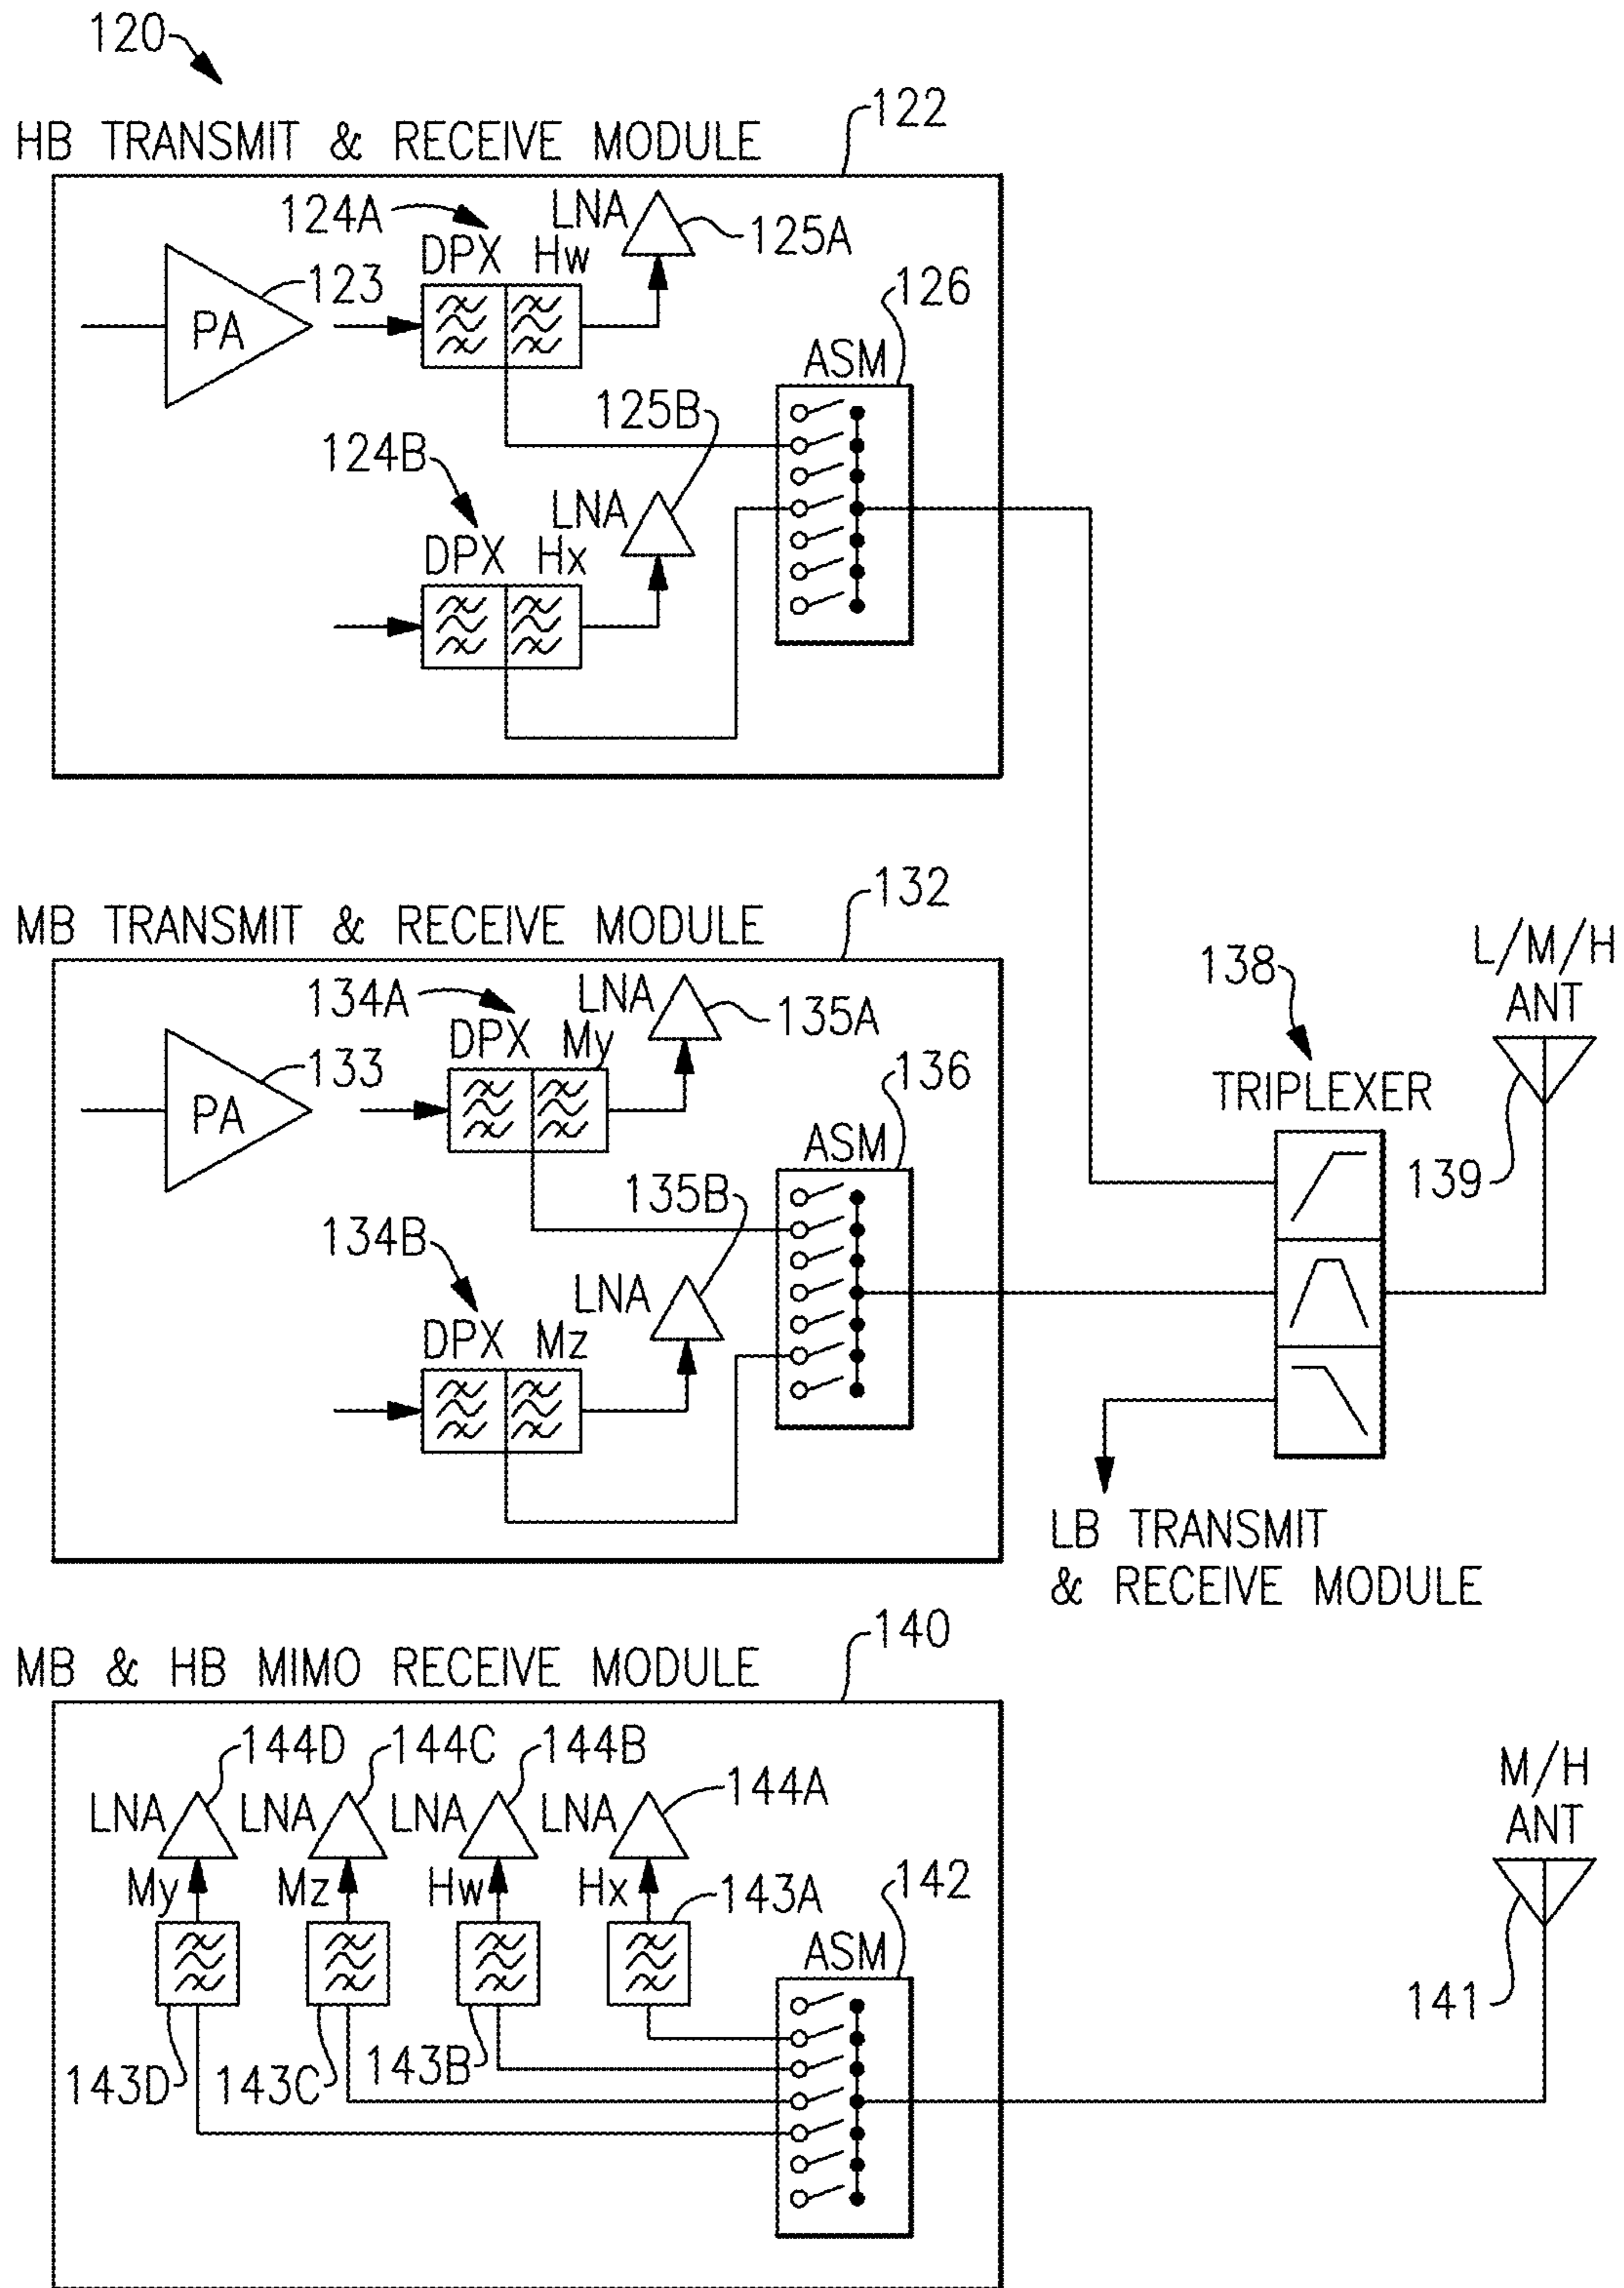 120
122
HB TRANSMIT & RECEIVE MODULE
124A
LNA
125A
DPX Hw
123
PA
126
ASM
125B
124B
LNA
DPX Hx
132
MB TRANSMIT & RECEIVE MODULE
134A
LNA
135A
DPX My
133
PA
136
ASM
135B
134B
LNA
DPX Mz
138
TRIPLEXER
L/M/H
ANT
139
LB TRANSMIT
& RECEIVE MODULE
140
MB & HB MIMO RECEIVE MODULE
144D
144C
144B
144A
LNA
LNA
LNA
LNA
My
Mz
Hw
Hx
143A
142
ASM
143D
143C
143B
M/H
ANT
141